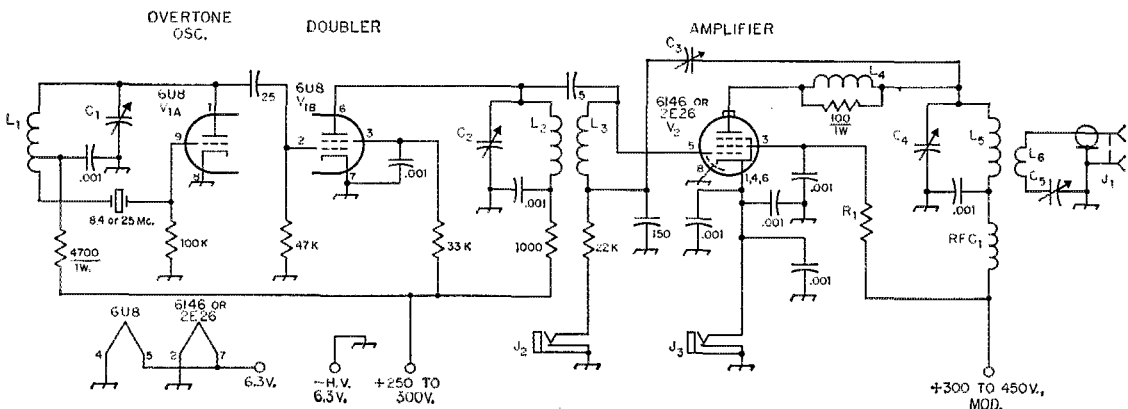 OVERTONE
OSC.
DOUBLER
AMPLIFIER
L1
C1
6U8
V1A
1
9
8
.001
25
8.4 or 25 Mc.
4700
1W.
100K
6U8
V1B
6
2
3
7
.001
47K
33K
C2
L2
.001
1000
5
L3
22K
150
C3
6146 OR
2E26
V2
5
8
3
1,4,6
.001
.001
.001
.001
L4
100
1W
R1
C4
L5
.001
RFC1
L6
C5
J1
6U8
4
5
6146 OR
2E26
2
7
6.3V.
–H.V.
6.3V.
+250 TO
300V.
J2
J3
+300 TO 450V.,
MOD.